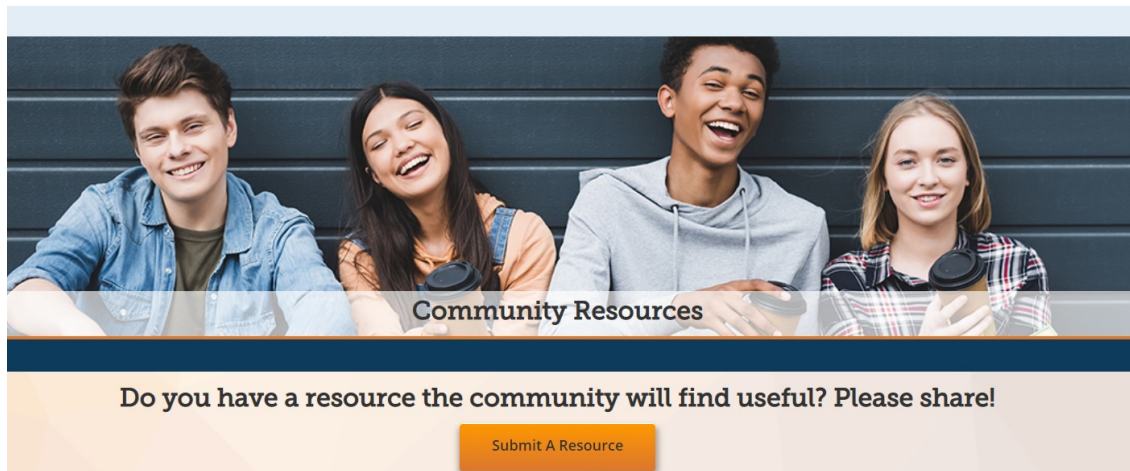 Community Resources
Do you have a resource the community will find useful? Please share!
Submit A Resource